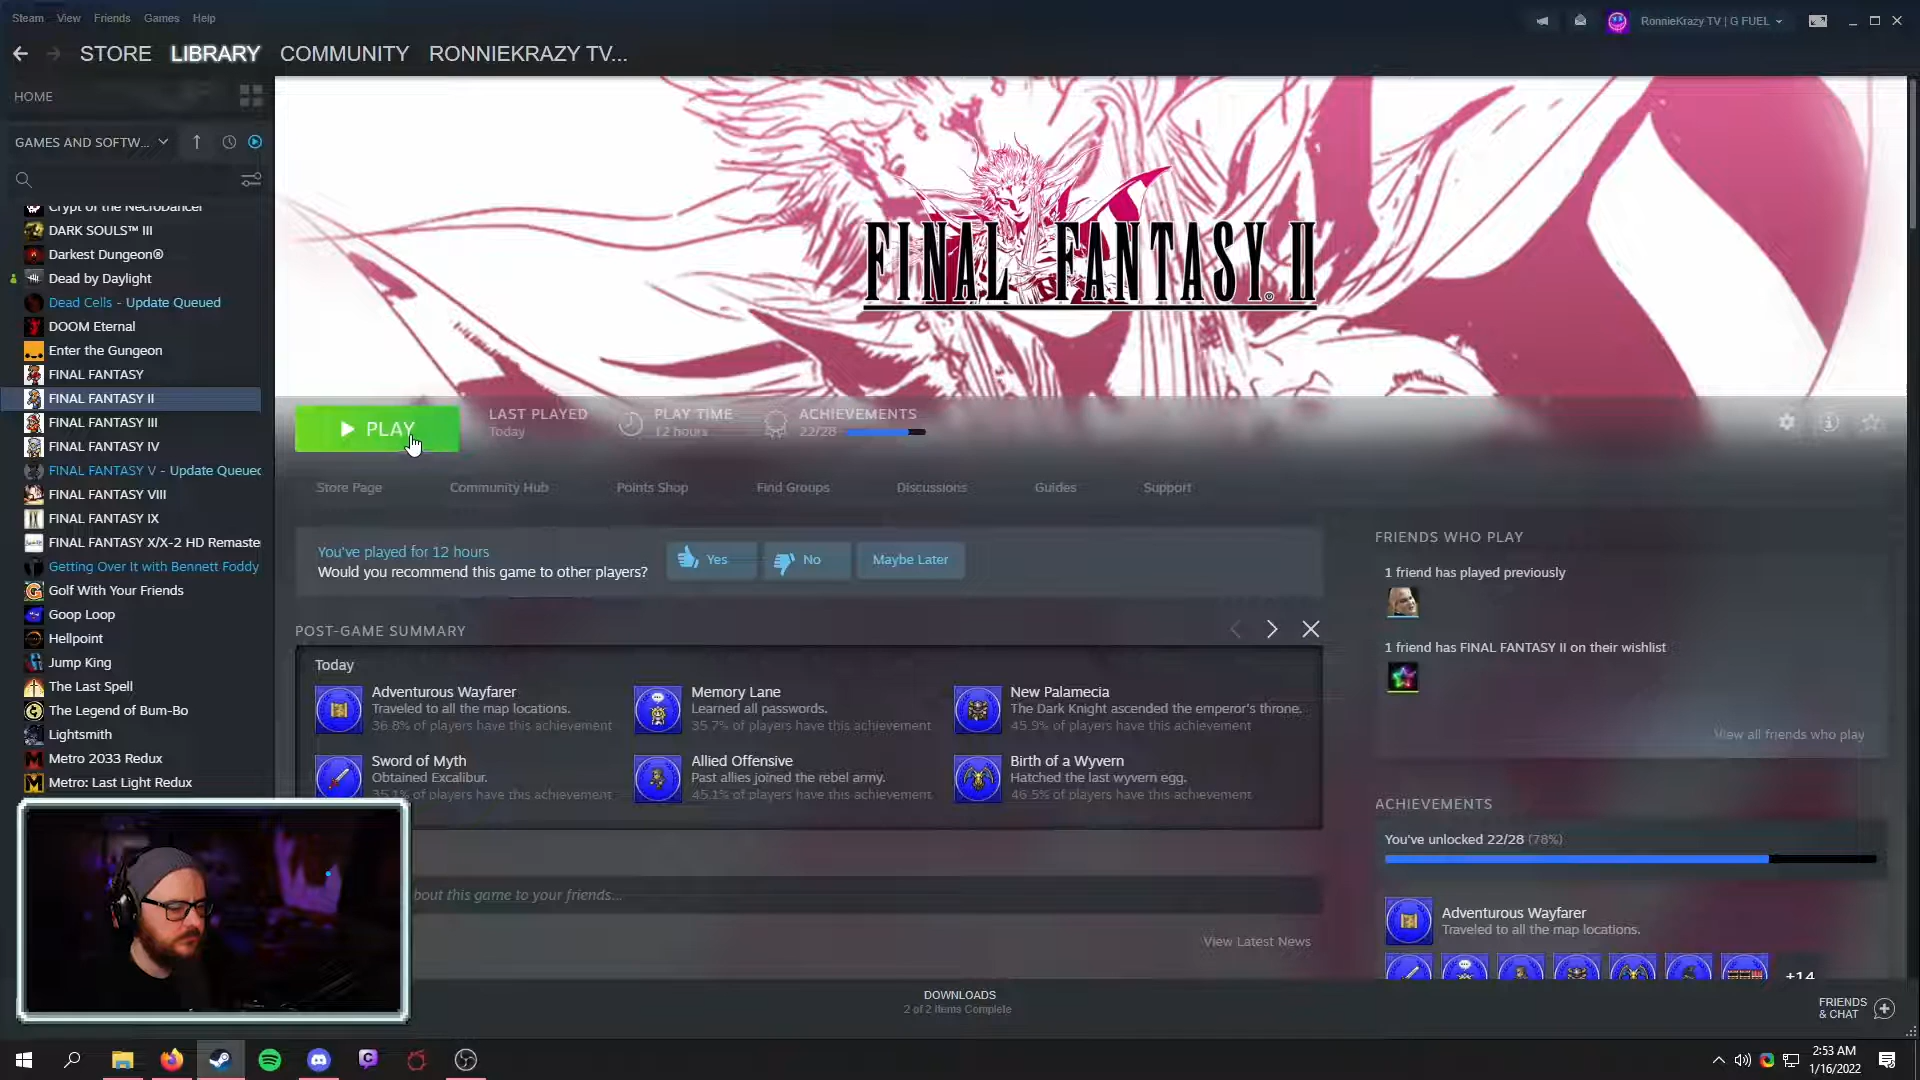 Steam View Friends Games Help
RonnieKrazy TV | G FUEL
STORE LIBRARY COMMUNITY RONNIEKRAZY TV...
HOME
GAMES AND SOFTW...
Crypt of the NecroDancer
DARK SOULS™ III
Darkest Dungeon®
Dead by Daylight
Dead Cells - Update Queued
DOOM Eternal
Enter the Gungeon
FINAL FANTASY
FINAL FANTASY II
FINAL FANTASY III
FINAL FANTASY IV
FINAL FANTASY V - Update Queued
FINAL FANTASY VIII
FINAL FANTASY IX
FINAL FANTASY X/X-2 HD Remaste
Getting Over It with Bennett Foddy
Golf With Your Friends
Goop Loop
Hellpoint
Jump King
The Last Spell
The Legend of Bum-Bo
Lightsmith
Metro 2033 Redux
Metro: Last Light Redux
FINAL FANTASY® II
PLAY
LAST PLAYED
Today
PLAY TIME
12 hours
ACHIEVEMENTS
22/28
Store Page Community Hub Points Shop Find Groups Discussions Guides Support
You've played for 12 hours
Would you recommend this game to other players?
Yes No Maybe Later
POST-GAME SUMMARY
Today
Adventurous Wayfarer
Traveled to all the map locations.
36.8% of players have this achievement
Memory Lane
Learned all passwords.
35.7% of players have this achievement
New Palamecia
The Dark Knight ascended the emperor's throne.
45.9% of players have this achievement
Sword of Myth
Obtained Excalibur.
35.1% of players have this achievement
Allied Offensive
Past allies joined the rebel army.
45.1% of players have this achievement
Birth of a Wyvern
Hatched the last wyvern egg.
46.5% of players have this achievement
bout this game to your friends...
View Latest News
FRIENDS WHO PLAY
1 friend has played previously
1 friend has FINAL FANTASY II on their wishlist
View all friends who play
ACHIEVEMENTS
You've unlocked 22/28 (78%)
Adventurous Wayfarer
Traveled to all the map locations.
+14
DOWNLOADS
2 of 2 Items Complete
FRIENDS
& CHAT
2:53 AM
1/16/2022